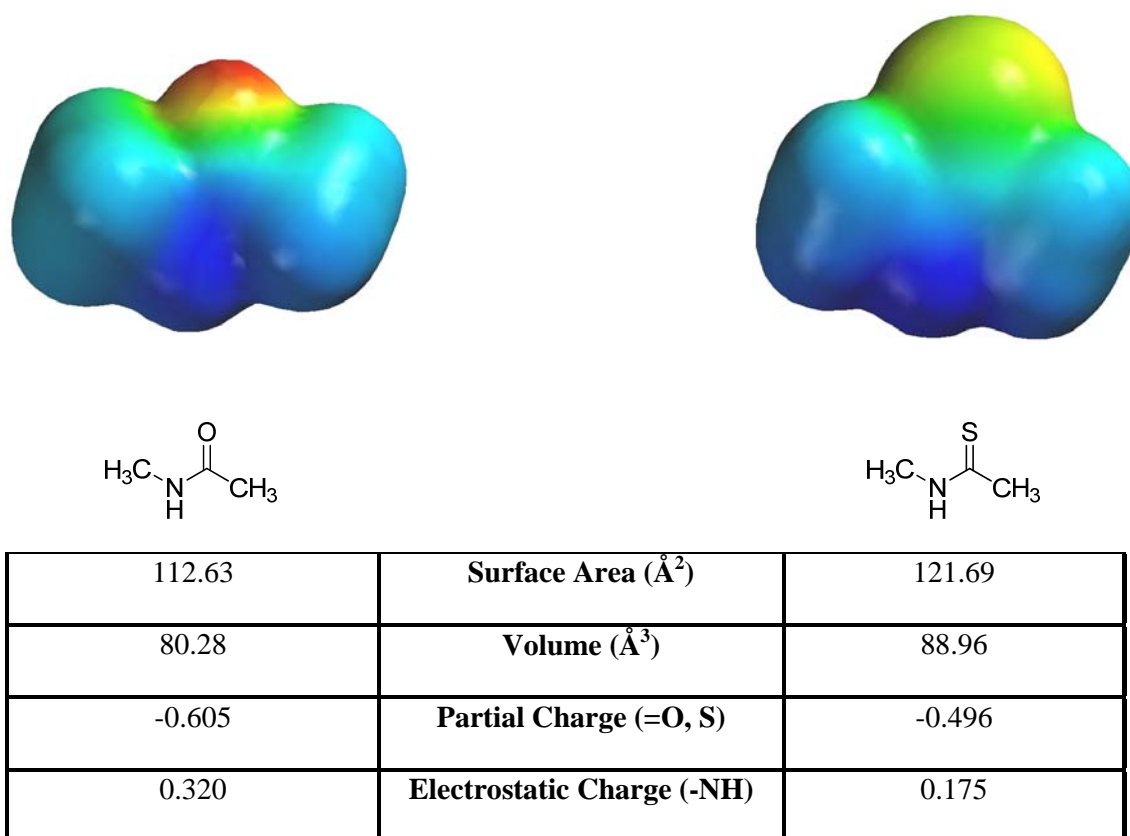 O
H₃C
N
H
CH₃
S
H₃C
N
H
CH₃
112.63 Surface Area (Å²) 121.69
80.28 Volume (Å³) 88.96
-0.605 Partial Charge (=O, S) -0.496
0.320 Electrostatic Charge (-NH) 0.175